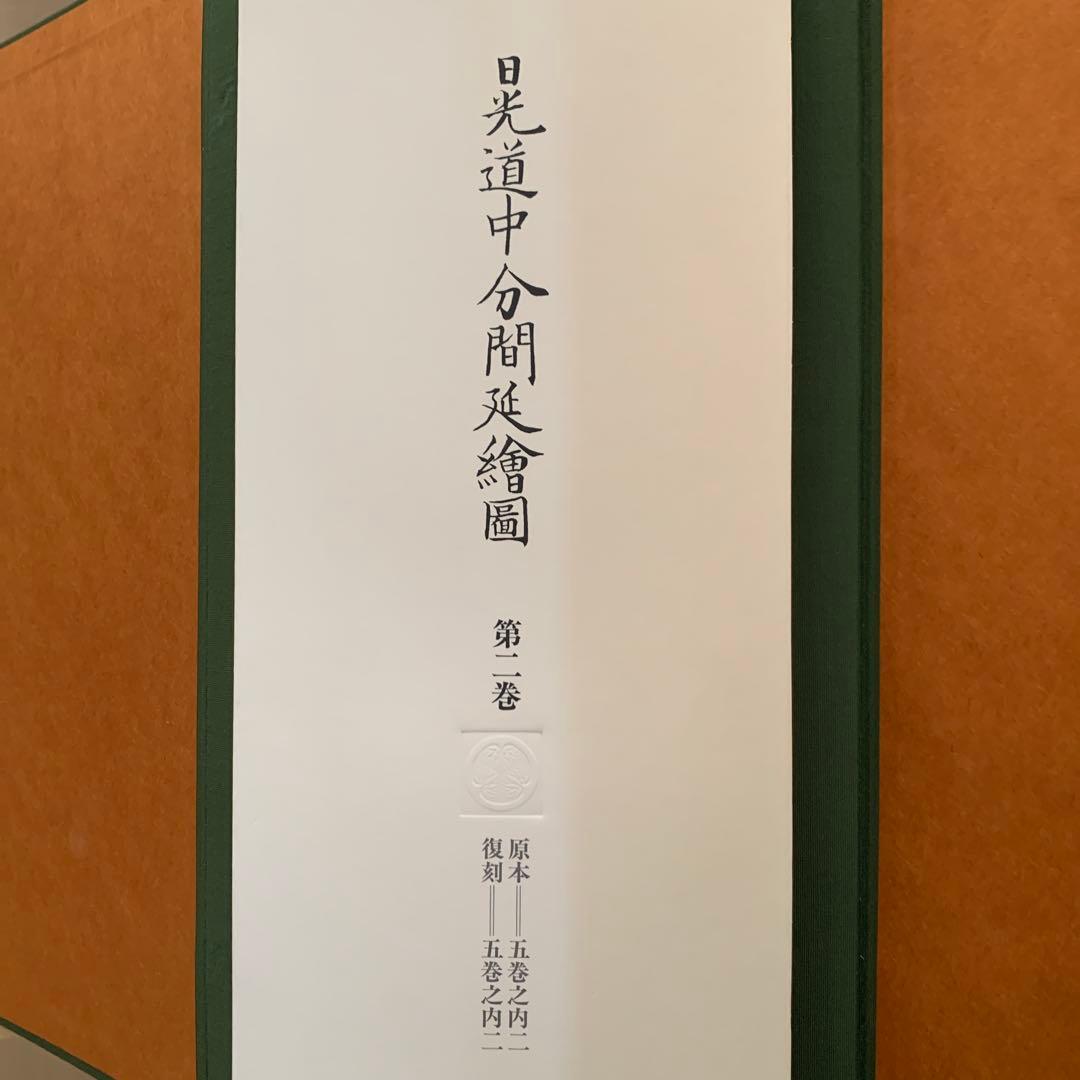 日光道中分間延繪圖
第二巻
原本＝五巻之内二
復刻＝五巻之内二